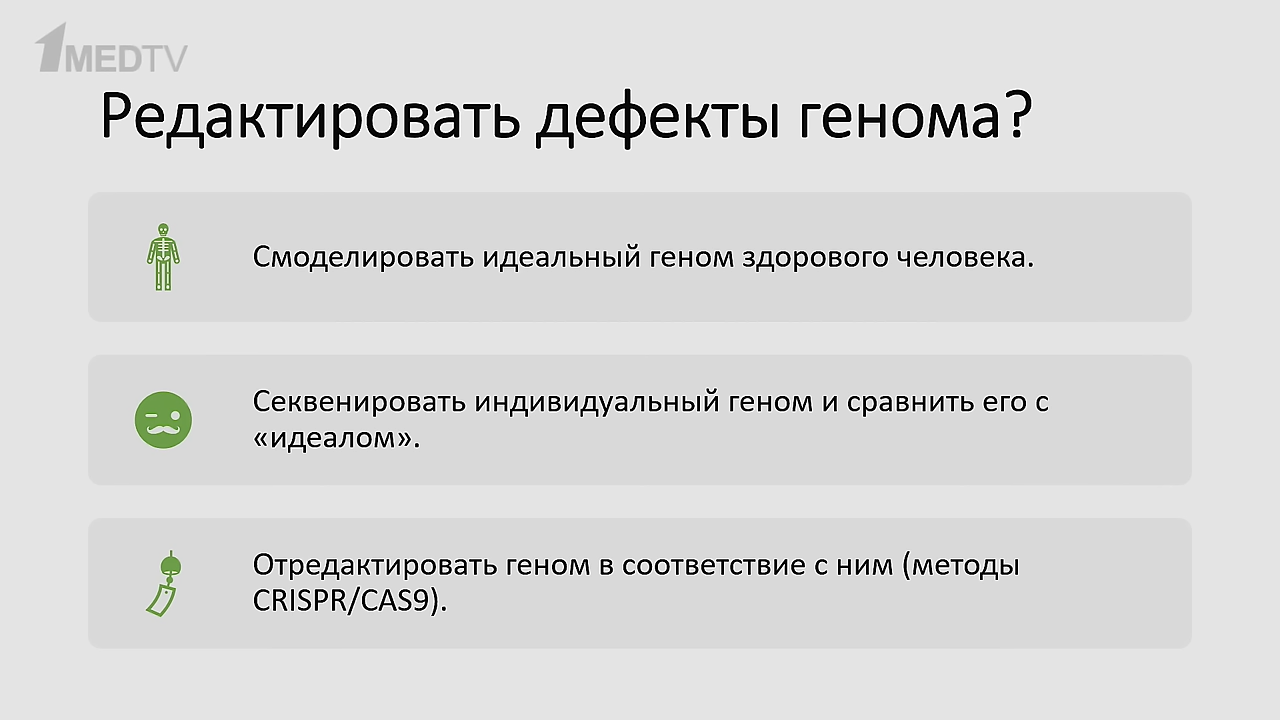 1MEDTV
Редактировать дефекты генома?
Смоделировать идеальный геном здорового человека.
Секвенировать индивидуальный геном и сравнить его с
«идеалом».
Отредактировать геном в соответствие с ним (методы
CRISPR/CAS9).